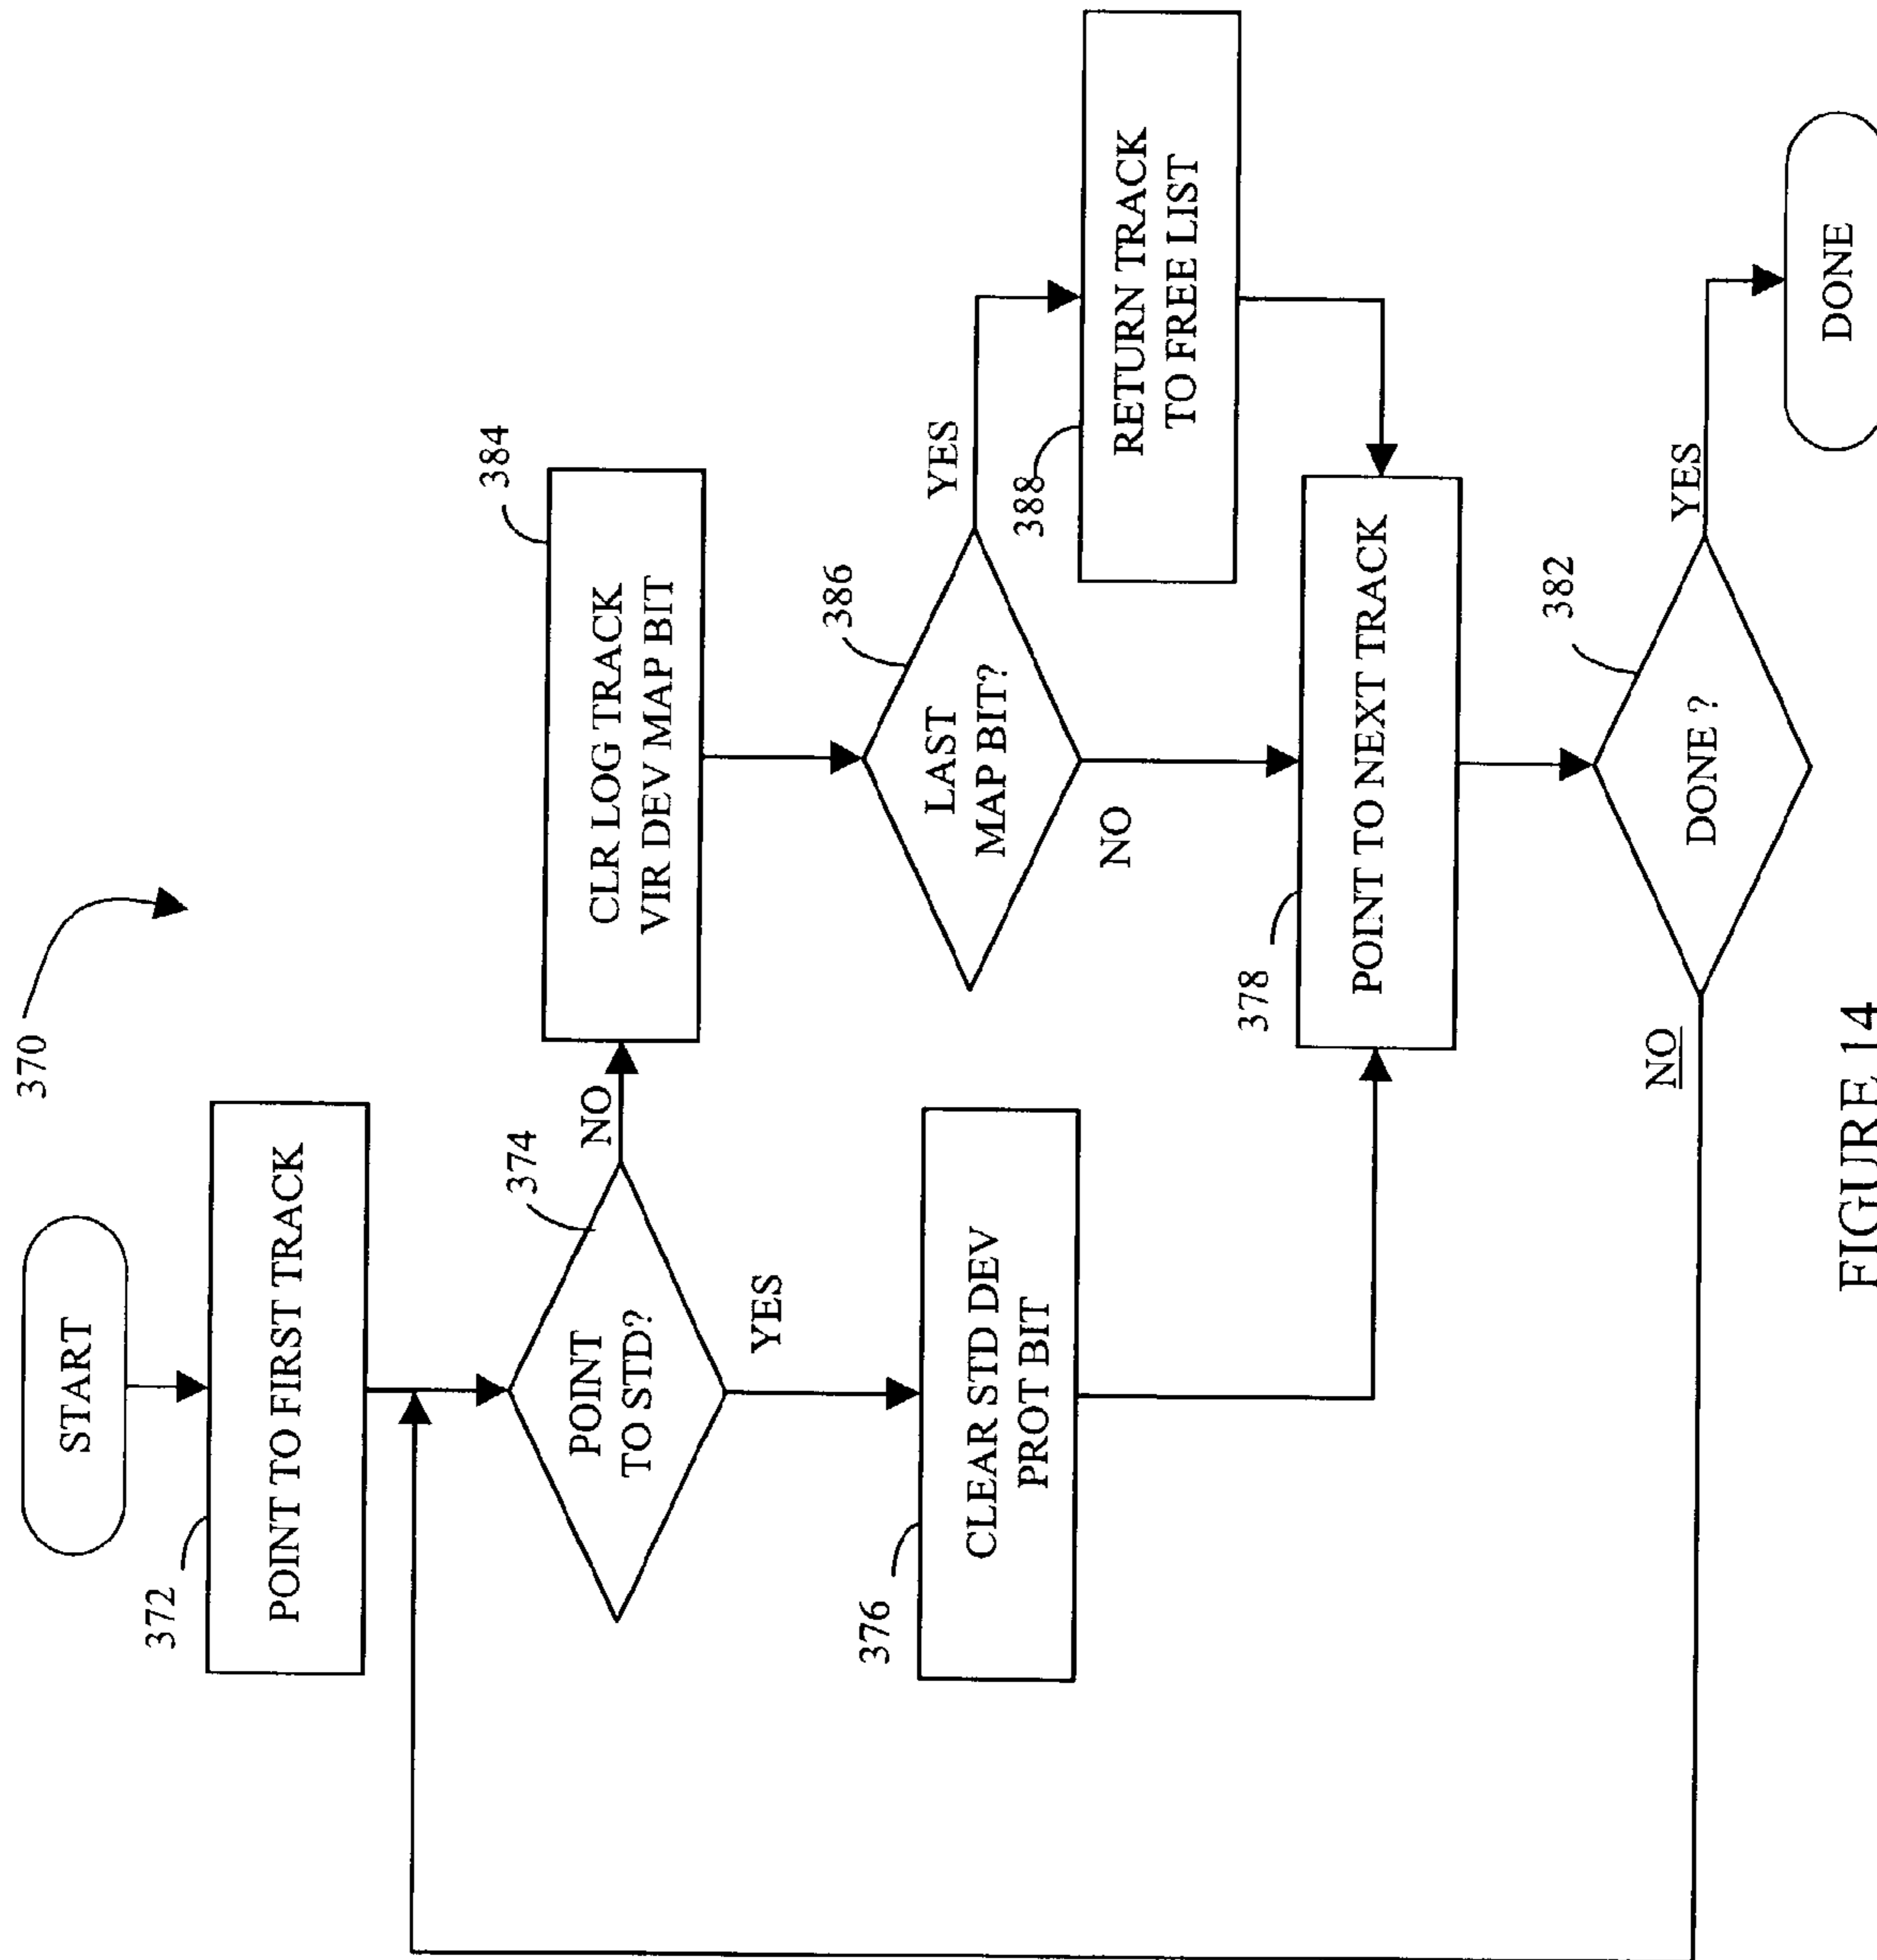 370
START
372
POINT TO FIRST TRACK
374
POINT
TO STD?
NO
YES
384
CLR LOG TRACK
VIR DEV MAP BIT
376
CLEAR STD DEV
PROT BIT
386
LAST
MAP BIT?
YES
NO
388
RETURN TRACK
TO FREE LIST
378
POINT TO NEXT TRACK
382
DONE ?
NO
YES
DONE
FIGURE 14